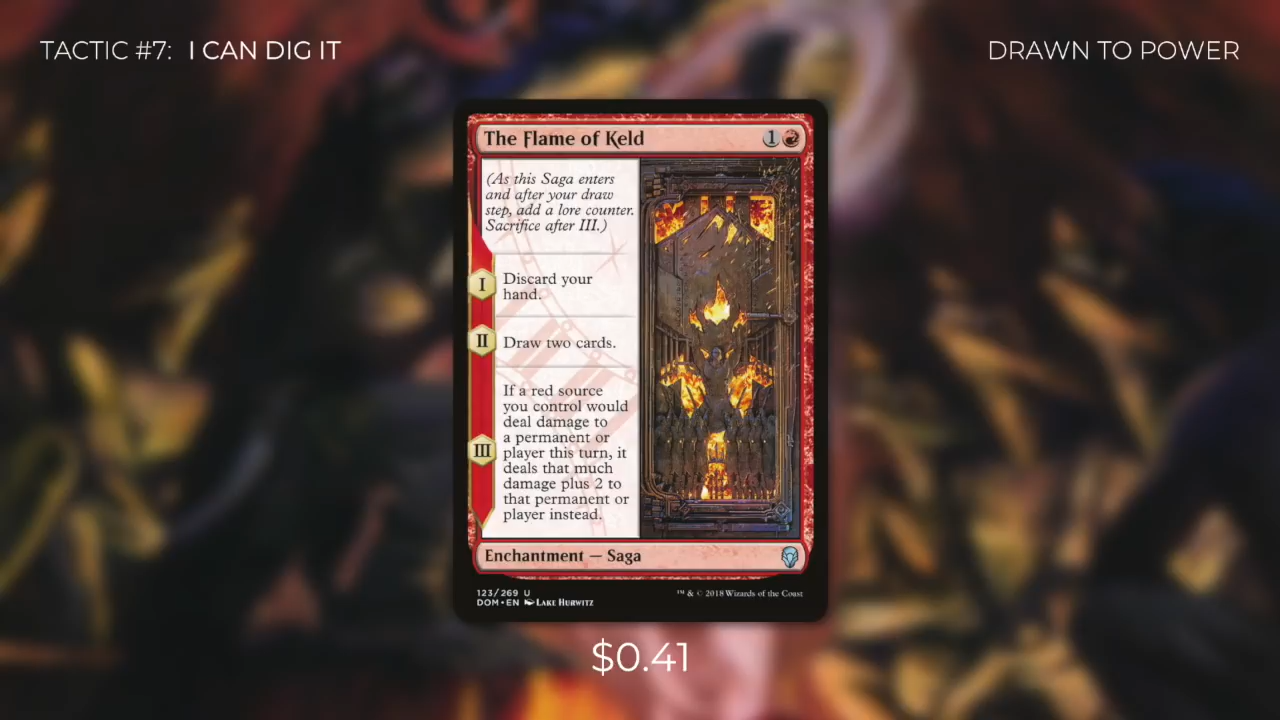 TACTIC #7: I CAN DIG IT
DRAWN TO POWER
The Flame of Keld
1
(As this Saga enters
and after your draw
step, add a lore counter.
Sacrifice after III.)
I
Discard your
hand.
II
Draw two cards.
III
If a red source
you control would
deal damage to
a permanent or
player this turn, it
deals that much
damage plus 2 to
that permanent or
player instead.
Enchantment — Saga
123/269 U
DOM • EN Lake Hurwitz
™ & © 2018 Wizards of the Coast
$0.41